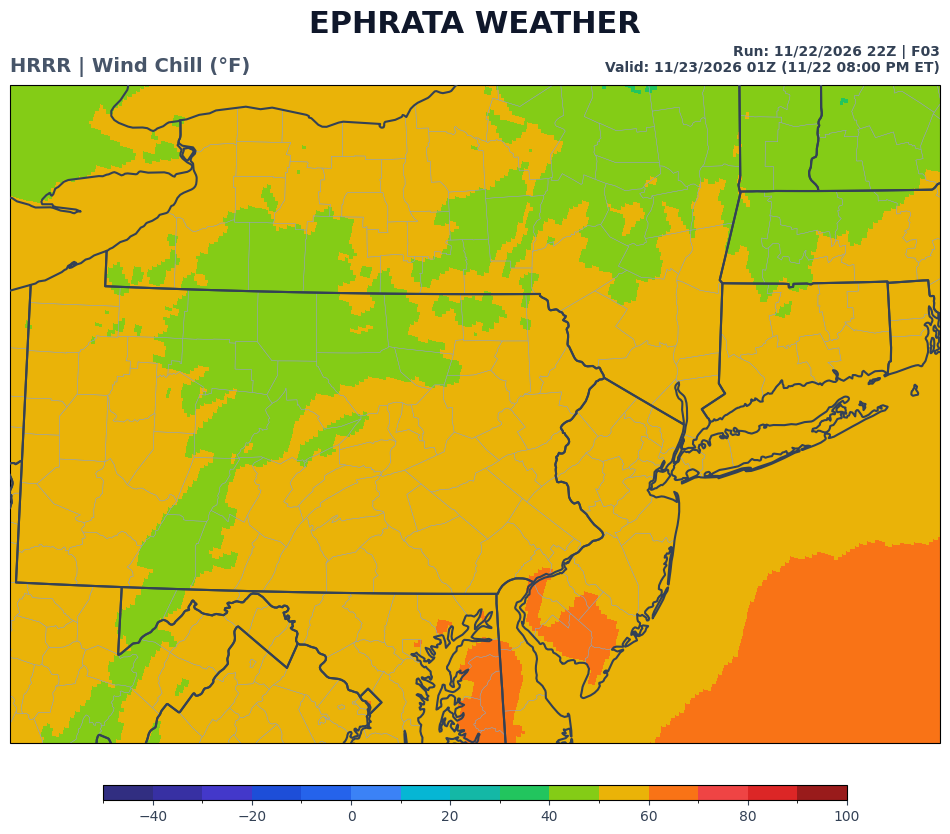 EPHRATA WEATHER
HRRR | Wind Chill (°F)
Run: 11/22/2026 22Z | F03
Valid: 11/23/2026 01Z (11/22 08:00 PM ET)
−40 −20 0 20 40 60 80 100